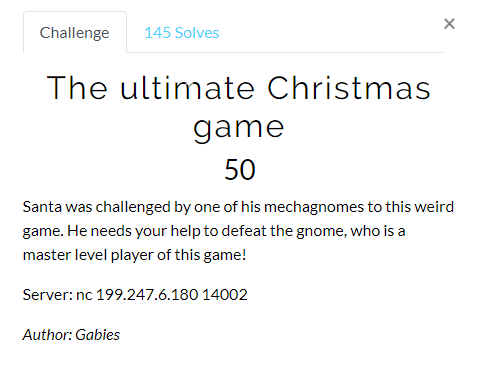 Challenge
145 Solves
×
The ultimate Christmas
game
50
Santa was challenged by one of his mechagnomes to this weird
game. He needs your help to defeat the gnome, who is a
master level player of this game!
Server: nc 199.247.6.180 14002
Author: Gabies